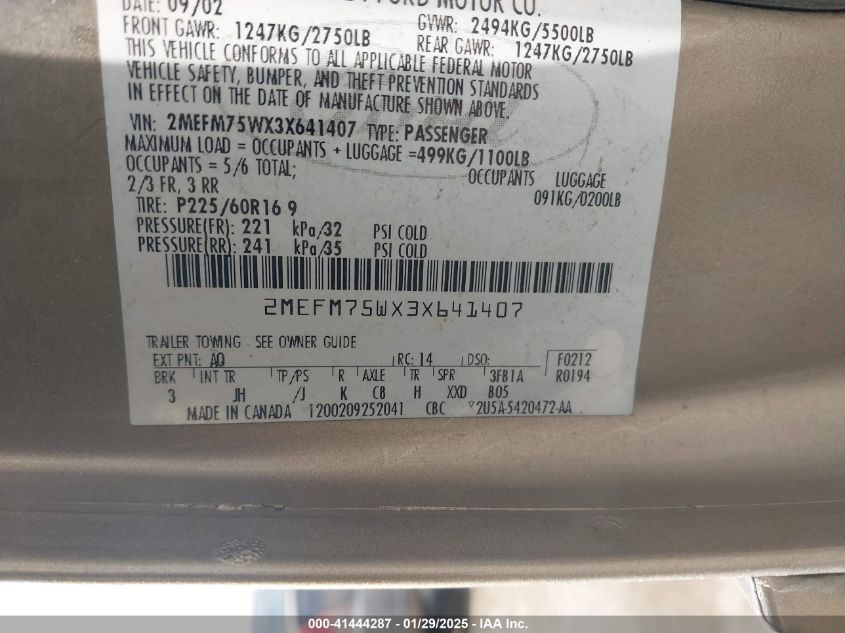 DATE: 09/02
FORD MOTOR CO.
FRONT GAWR: 1247KG/2750LB
GVWR: 2494KG/5500LB
REAR GAWR: 1247KG/2750LB
THIS VEHICLE CONFORMS TO ALL APPLICABLE FEDERAL MOTOR
VEHICLE SAFETY, BUMPER, AND THEFT PREVENTION STANDARDS
IN EFFECT ON THE DATE OF MANUFACTURE SHOWN ABOVE.
VIN: 2MEFM75WX3X641407 TYPE: PASSENGER
MAXIMUM LOAD = OCCUPANTS + LUGGAGE =499KG/1100LB
OCCUPANTS = 5/6 TOTAL; OCCUPANTS LUGGAGE
2/3 FR, 3 RR 091KG/0200LB
TIRE: P225/60R16 9
PRESSURE(FR): 221 kPa/32 PSI COLD
PRESSURE(RR): 241 kPa/35 PSI COLD
2MEFM75WX3X641407
TRAILER TOWING - SEE OWNER GUIDE
EXT PNT: AQ RC: 14 DSO: F0212
BRK INT TR TP/PS R AXLE TR SPR 3FB1A R0194
3 JH /J K C8 H XXD B05
MADE IN CANADA 1200209252041 CBC 2U5A-5420472-AA
000-41444287 - 01/29/2025 - IAA Inc.